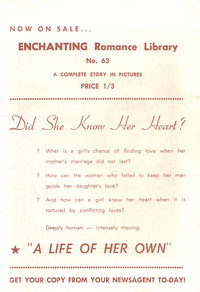 NOW ON SALE...
ENCHANTING Romance Library
No. 63
A COMPLETE STORY IN PICTURES
PRICE 1/3
Did She Know Her Heart?
? What is a girl's chance of finding love when her
mother's marriage did not last?
? How can the woman who failed to keep her man
guide her daughter's love?
? And how can a girl know her heart when it is
tortured by conflicting loves?
Deeply human — intensely moving.
★ "A LIFE OF HER OWN"
GET YOUR COPY FROM YOUR NEWSAGENT TO-DAY!